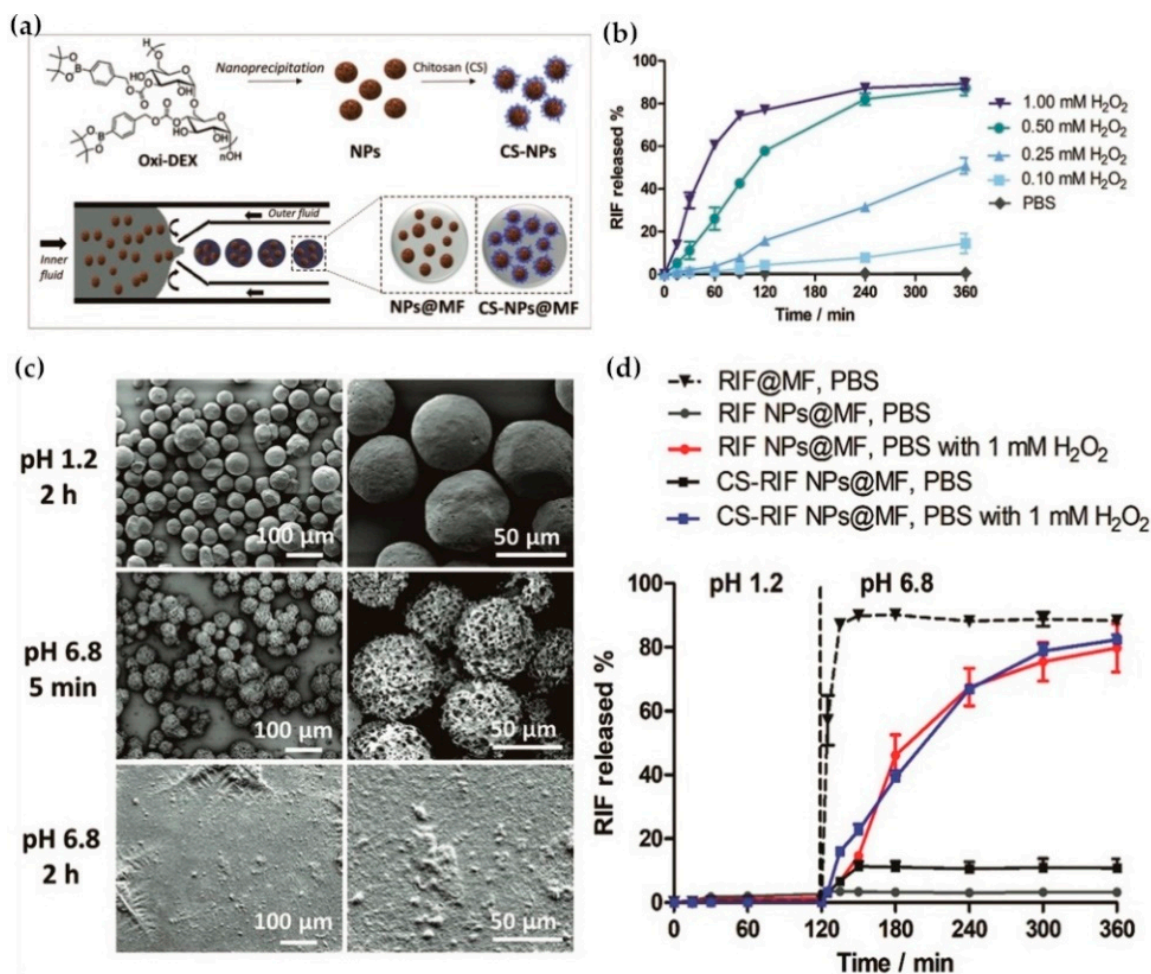 (a)
Nanoprecipitation
Chitosan (CS)
Oxi-DEX
NPs
CS-NPs
Outer fluid
Inner
fluid
NPs@MF
CS-NPs@MF
H
O
O
B
O
O
O
O
HO
OH
O
O
O
B
O
O
O
O
O
HO
OH
nOH
(b)
RIF released %
100
80
60
40
20
0
0
60
120
180
240
300
360
Time / min
1.00 mM H₂O₂
0.50 mM H₂O₂
0.25 mM H₂O₂
0.10 mM H₂O₂
PBS
(c)
pH 1.2
2 h
100 µm
50 µm
pH 6.8
5 min
100 µm
50 µm
pH 6.8
2 h
100 µm
50 µm
(d)
RIF@MF, PBS
RIF NPs@MF, PBS
RIF NPs@MF, PBS with 1 mM H₂O₂
CS-RIF NPs@MF, PBS
CS-RIF NPs@MF, PBS with 1 mM H₂O₂
pH 1.2
pH 6.8
RIF released %
100
80
60
40
20
0
0
60
120
180
240
300
360
Time / min